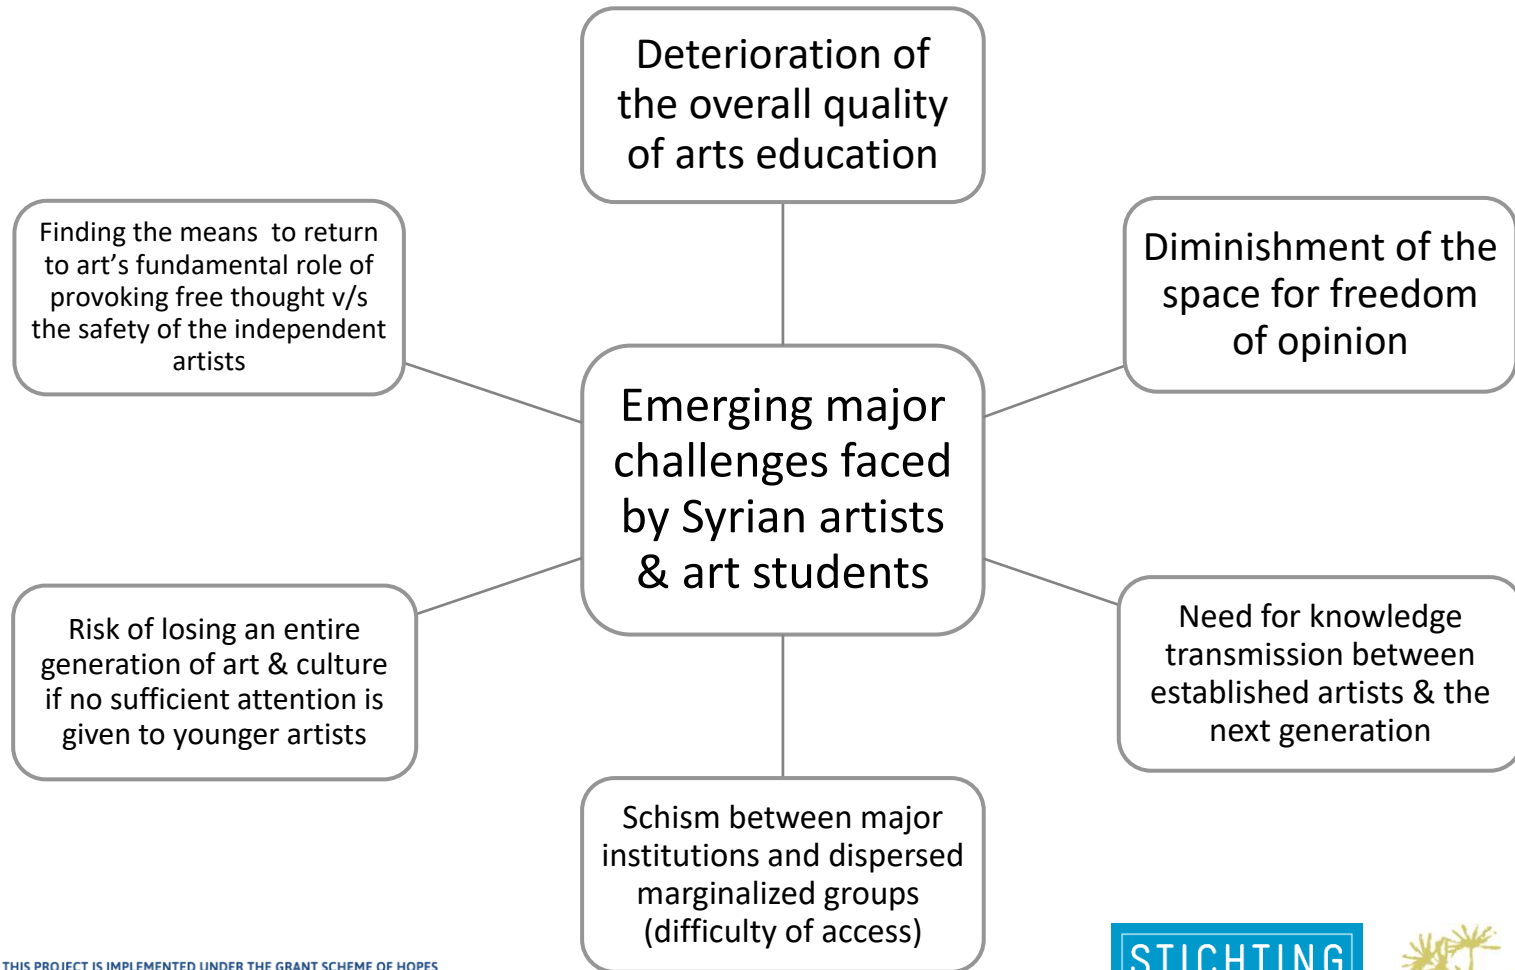 Deterioration of
the overall quality
of arts education
Finding the means  to return
to art’s fundamental role of
provoking free thought v/s
the safety of the independent
artists
Diminishment of the
space for freedom
of opinion
Emerging major
challenges faced
by Syrian artists
& art students
Risk of losing an entire
generation of art & culture
if no sufficient attention is
given to younger artists
Need for knowledge
transmission between
established artists & the
next generation
Schism between major
institutions and dispersed
marginalized groups
(difficulty of access)
THIS PROJECT IS IMPLEMENTED UNDER THE GRANT SCHEME OF HOPES
STICHTING